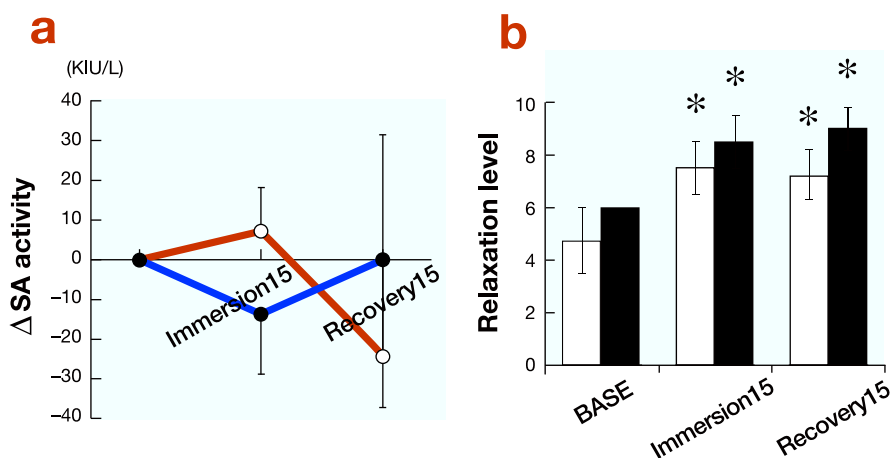 a
(KIU/L)
40
30
20
10
0
−10
−20
−30
−40
Δ SA activity
Immersion15
Recovery15
b
10
8
6
4
2
0
Relaxation level
* * * *
BASE
Immersion15
Recovery15